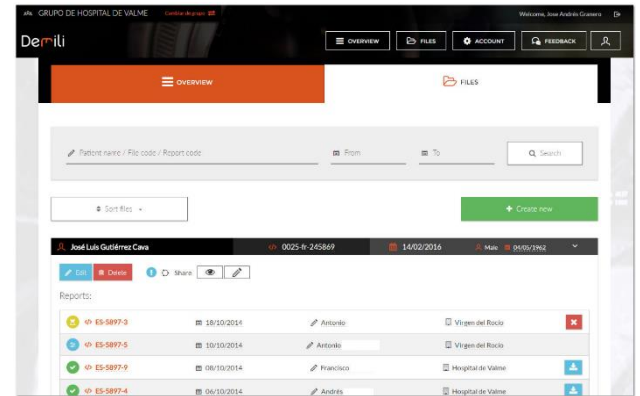 GRUPO DE HOSPITAL DE VALME Cambiar de grupo Welcome, Jose Andrés Granero
Demili OVERVIEW FILES ACCOUNT FEEDBACK
OVERVIEW FILES
Patient name / File code / Report code From To Search
Sort files Create new
José Luis Gutiérrez Cava 0025-fr-245869 14/02/2016 Male 04/05/1962
Edit Delete Share
Reports:
ES-5897-3 18/10/2014 Antonio Virgen del Rocio
ES-5897-5 10/10/2014 Antonio Virgen del Rocio
ES-5897-9 08/10/2014 Francisco Hospital de Valme
ES-5897-4 06/10/2014 Andrés Hospital de Valme